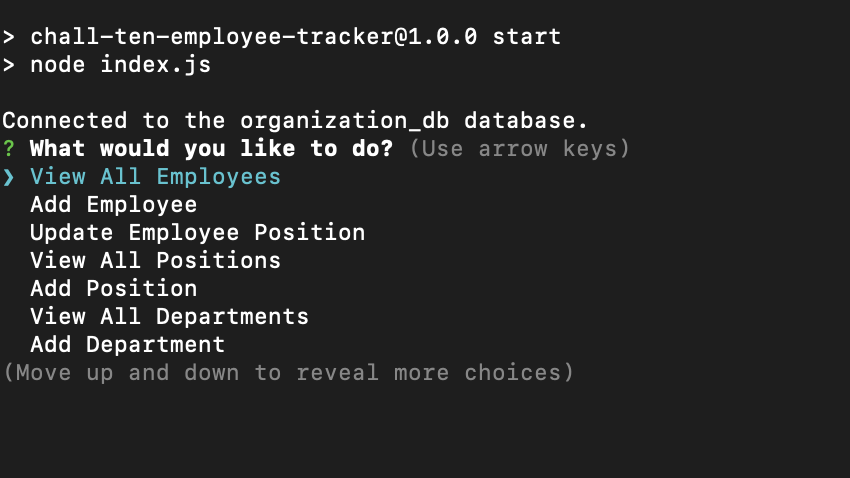 > chall-ten-employee-tracker@1.0.0 start
> node index.js
Connected to the organization_db database.
? What would you like to do? (Use arrow keys)
❯ View All Employees
Add Employee
Update Employee Position
View All Positions
Add Position
View All Departments
Add Department
(Move up and down to reveal more choices)